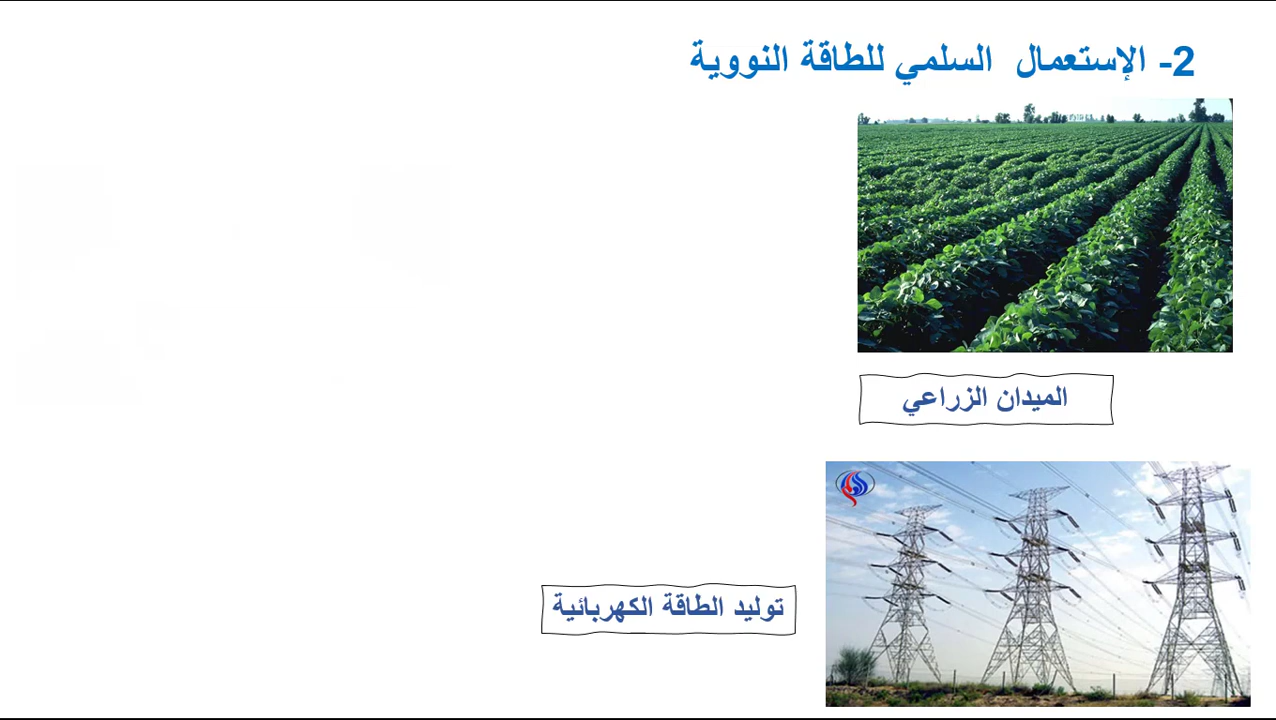 2- الإستعمال السلمي للطاقة النووية
الميدان الزراعي
توليد الطاقة الكهربائية